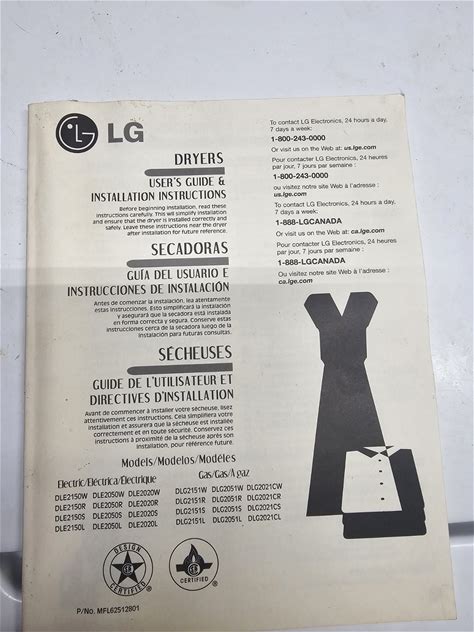 LG
DRYERS
USER'S GUIDE &
INSTALLATION INSTRUCTIONS
Before beginning installation, read these
instructions carefully. This will simplify installation
and ensure that the dryer is installed correctly and
safely. Leave these instructions near the dryer
after installation for future reference.
SECADORAS
GUÍA DEL USUARIO E
INSTRUCCIONES DE INSTALACIÓN
Antes de comenzar la instalación, lea atentamente
estas instrucciones. Esto simplificará la instalación
y asegurará que la secadora está instalada
en forma correcta y segura. Conserve estas
instrucciones cerca de la secadora luego de la
instalación para futuras consultas.
SÉCHEUSES
GUIDE DE L'UTILISATEUR ET
DIRECTIVES D'INSTALLATION
Avant de commencer à installer votre sécheuse, lisez
attentivement ces instructions. Cela simplifiera votre
installation et assurera que la sécheuse est installée
correctement et en toute sécurité. Conservez ces
instructions à proximité de la sécheuse après son
installation, pour référence future.
Models/Modelos/Modèles
Electric/Eléctrica/Électrique Gas/Gas/À gaz
DLE2150W DLE2050W DLE2020W DLG2151W DLG2051W DLG2021CW
DLE2150R DLE2050R DLE2020R DLG2151R DLG2051R DLG2021CR
DLE2150S DLE2050S DLE2020S DLG2151S DLG2051S DLG2021CS
DLE2150L DLE2050L DLE2020L DLG2151L DLG2051L DLG2021CL
DESIGN
CERTIFIED
CERTIFIED
P/No. MFL62512801
To contact LG Electronics, 24 hours a day,
7 days a week:
1-800-243-0000
Or visit us on the Web at: us.lge.com
Pour contacter LG Electronics, 24 heures
par jour, 7 jours par semaine :
1-800-243-0000
ou visitez notre site Web à l'adresse :
us.lge.com
To contact LG Electronics, 24 hours a day,
7 days a week:
1-888-LGCANADA
Or visit us on the Web at: ca.lge.com
Pour contacter LG Electronics, 24 heures
par jour, 7 jours par semaine :
1-888-LGCANADA
Ou visitez notre site Web à l'adresse :
ca.lge.com